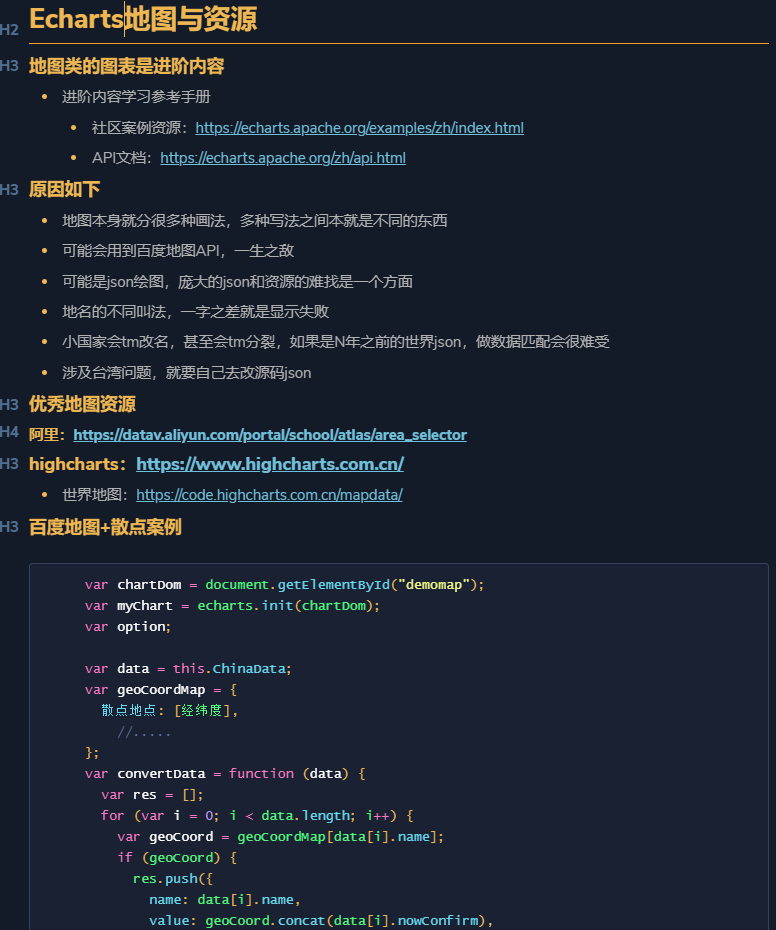 H2 Echarts地图与资源
H3 地图类的图表是进阶内容
进阶内容学习参考手册
社区案例资源：https://echarts.apache.org/examples/zh/index.html
API文档：https://echarts.apache.org/zh/api.html
H3 原因如下
地图本身就分很多种画法，多种写法之间本就是不同的东西
可能会用到百度地图API，一生之敌
可能是json绘图，庞大的json和资源的难找是一个方面
地名的不同叫法，一字之差就是显示失败
小国家会tm改名，甚至会tm分裂，如果是N年之前的世界json，做数据匹配会很难受
涉及台湾问题，就要自己去改源码json
H3 优秀地图资源
H4 阿里：https://datav.aliyun.com/portal/school/atlas/area_selector
H3 highcharts：https://www.highcharts.com.cn/
世界地图：https://code.highcharts.com.cn/mapdata/
H3 百度地图+散点案例
var chartDom = document.getElementById("demomap");
var myChart = echarts.init(chartDom);
var option;
var data = this.ChinaData;
var geoCoordMap = {
散点地点: [经纬度],
//.....
};
var convertData = function (data) {
var res = [];
for (var i = 0; i < data.length; i++) {
var geoCoord = geoCoordMap[data[i].name];
if (geoCoord) {
res.push({
name: data[i].name,
value: geoCoord.concat(data[i].nowConfirm),